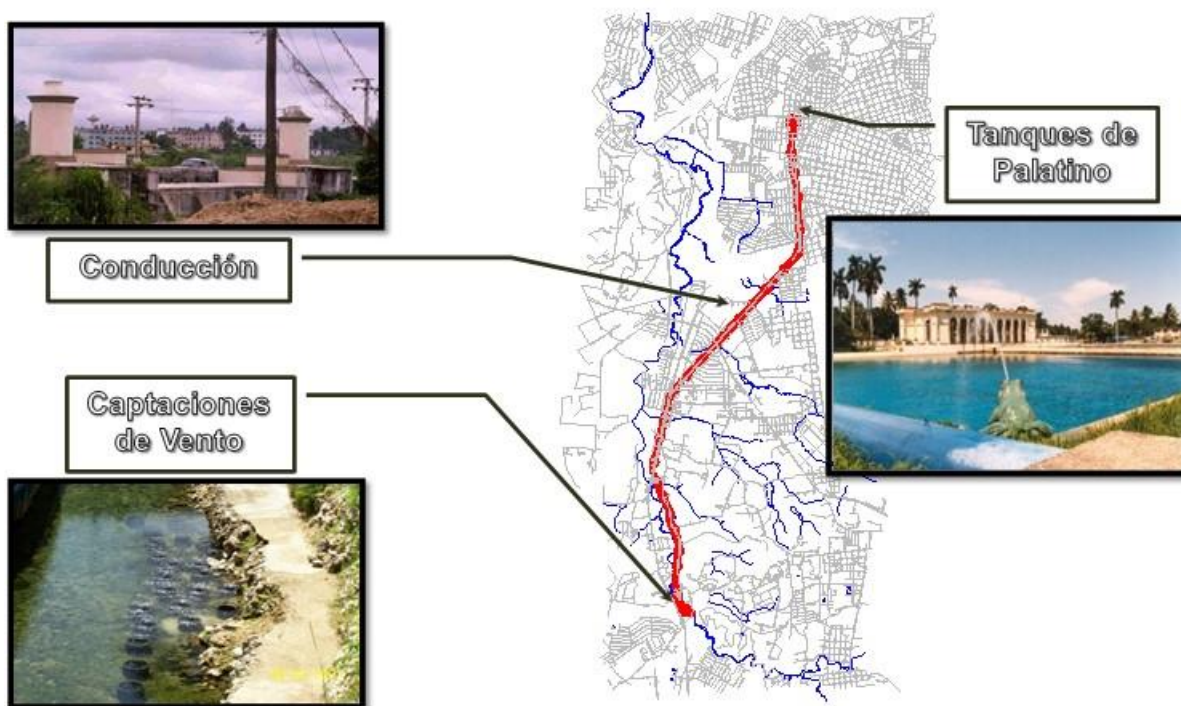 Conducción
Captaciones
de Vento
Tanques de
Palatino